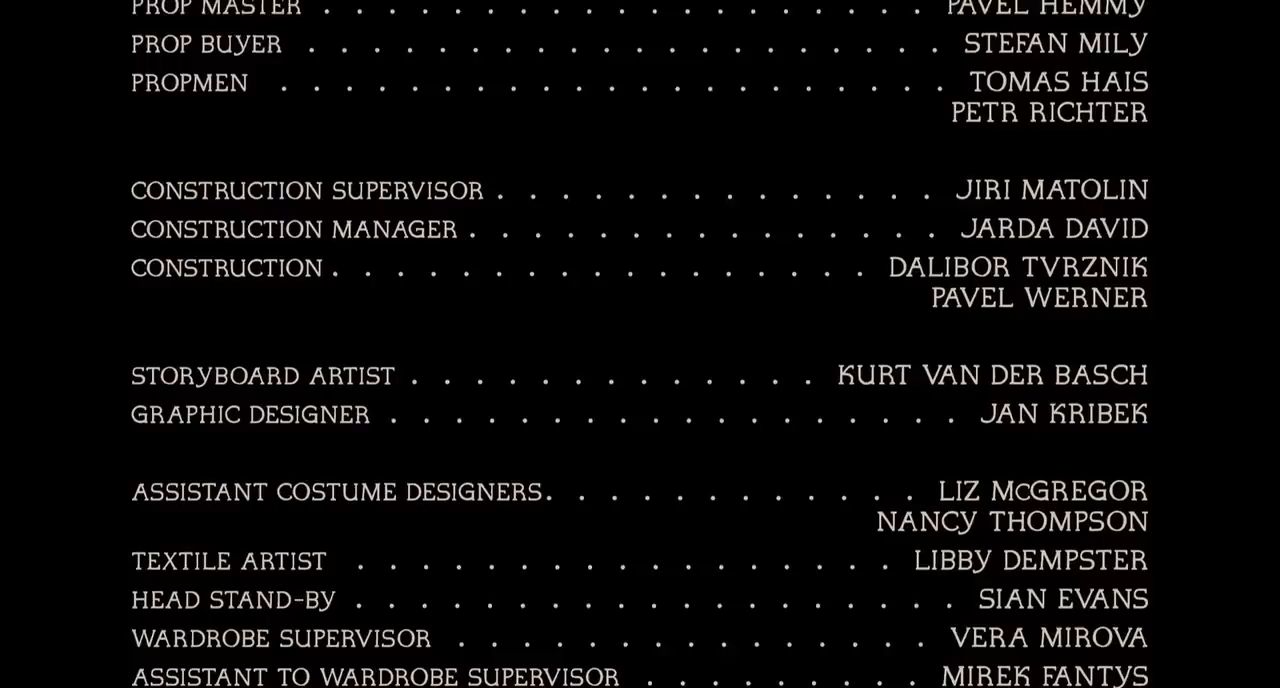 PROP MASTER . . . . . . . . . . . . . . . . . . . PAVEL HEMMY
PROP BUYER . . . . . . . . . . . . . . . . . . . . STEFAN MILY
PROPMEN . . . . . . . . . . . . . . . . . . . . . TOMAS HAIS
PETR RICHTER
CONSTRUCTION SUPERVISOR . . . . . . . . . . . . . . JIRI MATOLIN
CONSTRUCTION MANAGER . . . . . . . . . . . . . . . JARDA DAVID
CONSTRUCTION . . . . . . . . . . . . . . . . . DALIBOR TVRZNIK
PAVEL WERNER
STORYBOARD ARTIST . . . . . . . . . . . . . KURT VAN DER BASCH
GRAPHIC DESIGNER . . . . . . . . . . . . . . . . . . JAN KRIBEK
ASSISTANT COSTUME DESIGNERS . . . . . . . . . . . . LIZ McGREGOR
NANCY THOMPSON
TEXTILE ARTIST . . . . . . . . . . . . . . . . . LIBBY DEMPSTER
HEAD STAND-BY . . . . . . . . . . . . . . . . . . . SIAN EVANS
WARDROBE SUPERVISOR . . . . . . . . . . . . . . . VERA MIROVA
ASSISTANT TO WARDROBE SUPERVISOR . . . . . . . . . MIREK FANTYS